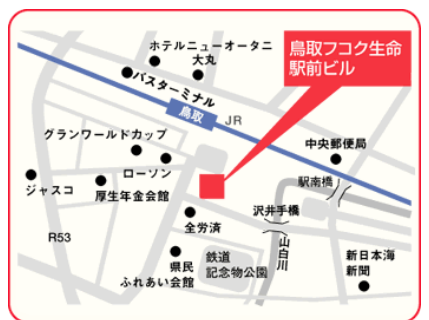 ホテルニューオータニ
大丸
鳥取フコク生命
駅前ビル
バスターミナル
鳥取
JR
グランワールドカップ
中央郵便局
ローソン
ジャスコ
厚生年金会館
駅南橋
全労済
沢井手橋
R53
山白川
県民
ふれあい会館
鉄道
記念物公園
新日本海
新聞